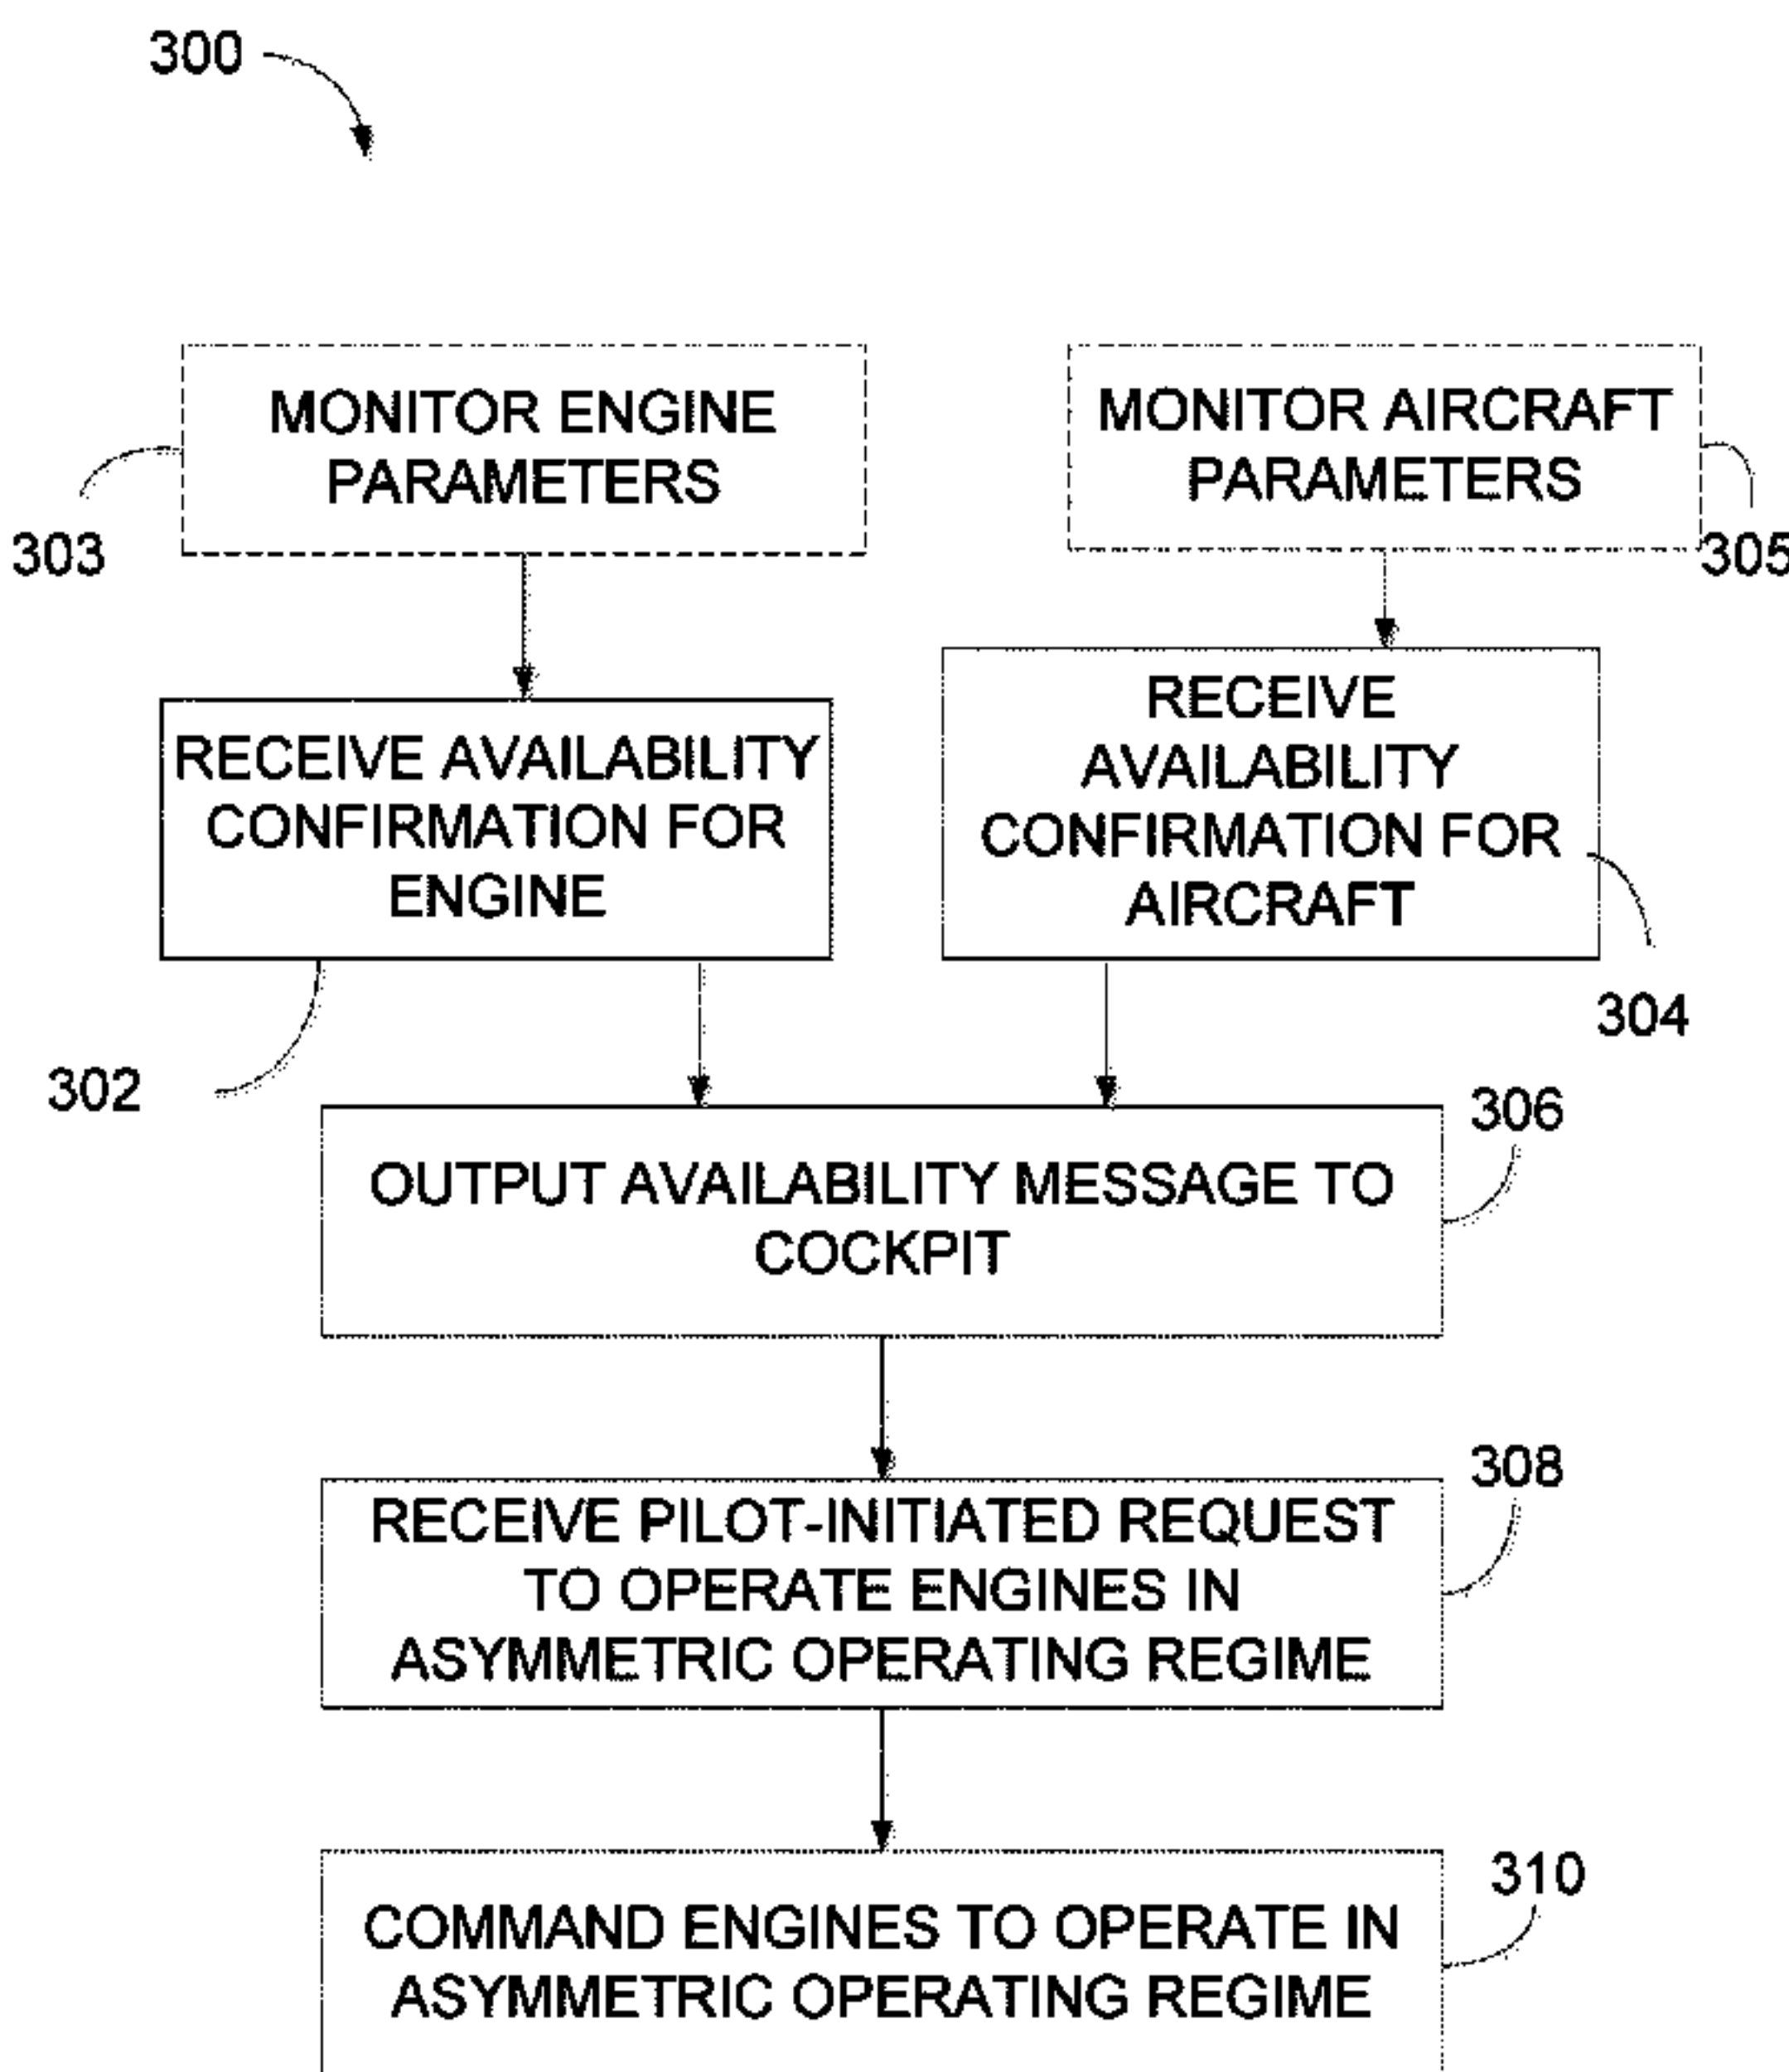 300
MONITOR ENGINE
PARAMETERS
303
MONITOR AIRCRAFT
PARAMETERS
305
RECEIVE AVAILABILITY
CONFIRMATION FOR
ENGINE
302
RECEIVE
AVAILABILITY
CONFIRMATION FOR
AIRCRAFT
304
OUTPUT AVAILABILITY MESSAGE TO
COCKPIT
306
RECEIVE PILOT-INITIATED REQUEST
TO OPERATE ENGINES IN
ASYMMETRIC OPERATING REGIME
308
COMMAND ENGINES TO OPERATE IN
ASYMMETRIC OPERATING REGIME
310